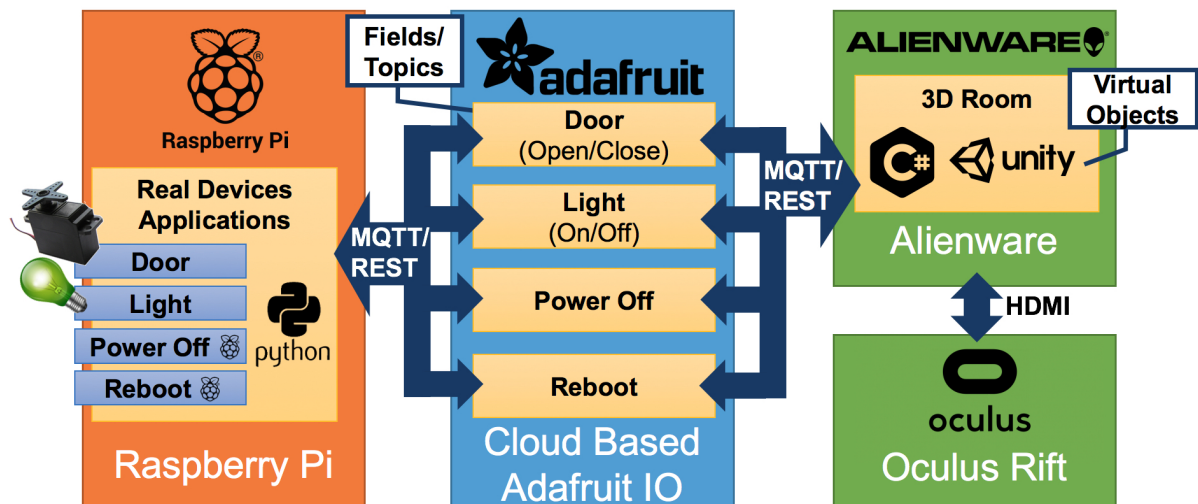 Raspberry Pi
Real Devices
Applications
Door
Light
Power Off
Reboot
python
Raspberry Pi
MQTT/
REST
Fields/
Topics
adafruit
Door
(Open/Close)
Light
(On/Off)
Power Off
Reboot
Cloud Based
Adafruit IO
MQTT/
REST
ALIENWARE
3D Room
Virtual
Objects
C#
unity
Alienware
HDMI
oculus
Oculus Rift